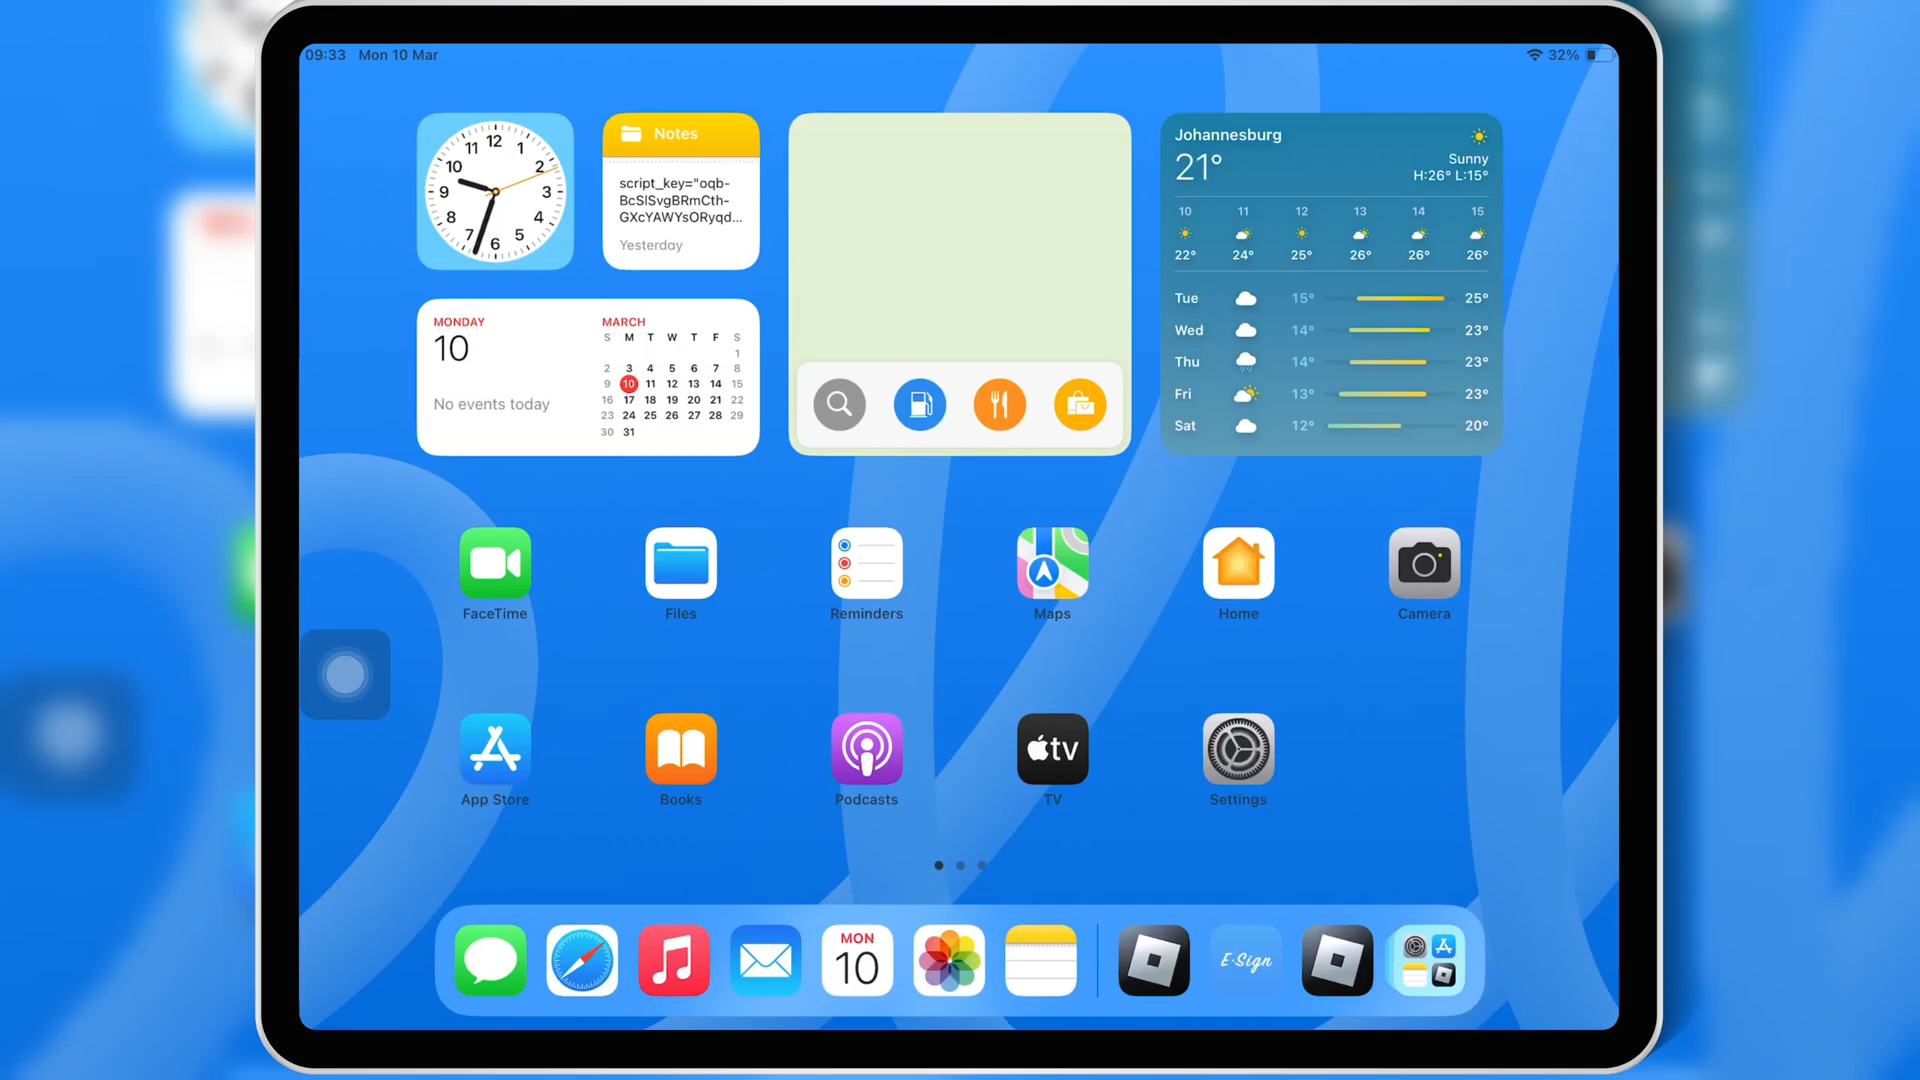 09:33 Mon 10 Mar
32%
12
1
2
3
4
5
6
7
8
9
10
11
Notes
script_key="oqb-
BcSlSvgBRmCth-
GXcYAWYsORyqd...
Yesterday
MONDAY
10
No events today
MARCH
S M T W T F S
1
2 3 4 5 6 7 8
9 10 11 12 13 14 15
16 17 18 19 20 21 22
23 24 25 26 27 28 29
30 31
Johannesburg
21°
Sunny
H:26° L:15°
10 11 12 13 14 15
22° 24° 25° 26° 26° 26°
Tue 15° 25°
Wed 14° 23°
Thu 14° 23°
Fri 13° 23°
Sat 12° 20°
FaceTime
Files
Reminders
Maps
Home
Camera
App Store
Books
Podcasts
tv
TV
Settings
MON
10
E·Sign